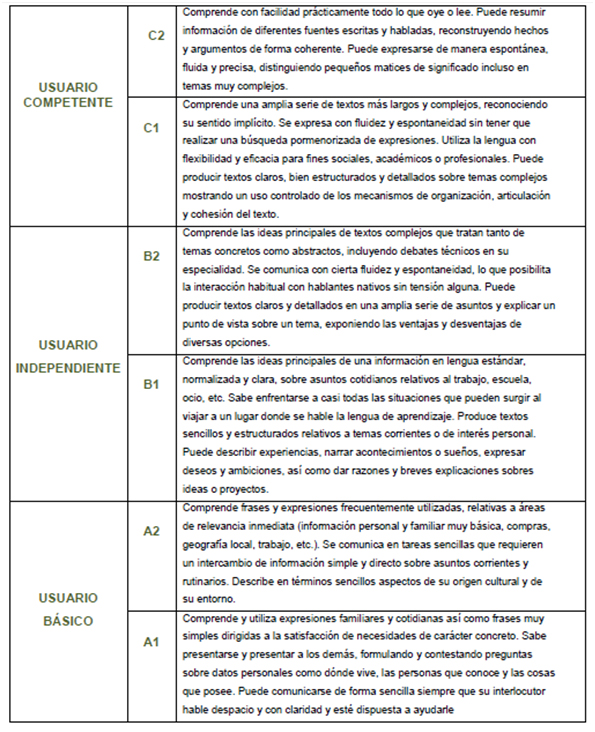 USUARIO
COMPETENTE
C2
Comprende con facilidad prácticamente todo lo que oye o lee. Puede resumir
información de diferentes fuentes escritas y habladas, reconstruyendo hechos
y argumentos de forma coherente. Puede expresarse de manera espontánea,
fluida y precisa, distinguiendo pequeños matices de significado incluso en
temas muy complejos.
C1
Comprende una amplia serie de textos más largos y complejos, reconociendo
su sentido implícito. Se expresa con fluidez y espontaneidad sin tener que
realizar una búsqueda pormenorizada de expresiones. Utiliza la lengua con
flexibilidad y eficacia para fines sociales, académicos o profesionales. Puede
producir textos claros, bien estructurados y detallados sobre temas complejos
mostrando un uso controlado de los mecanismos de organización, articulación
y cohesión del texto.
USUARIO
INDEPENDIENTE
B2
Comprende las ideas principales de textos complejos que tratan tanto de
temas concretos como abstractos, incluyendo debates técnicos en su
especialidad. Se comunica con cierta fluidez y espontaneidad, lo que posibilita
la interacción habitual con hablantes nativos sin tensión alguna. Puede
producir textos claros y detallados en una amplia serie de asuntos y explicar un
punto de vista sobre un tema, exponiendo las ventajas y desventajas de
diversas opciones.
B1
Comprende las ideas principales de una información en lengua estándar,
normalizada y clara, sobre asuntos cotidianos relativos al trabajo, escuela,
ocio, etc. Sabe enfrentarse a casi todas las situaciones que pueden surgir al
viajar a un lugar donde se hable la lengua de aprendizaje. Produce textos
sencillos y estructurados relativos a temas corrientes o de interés personal.
Puede describir experiencias, narrar acontecimientos o sueños, expresar
deseos y ambiciones, así como dar razones y breves explicaciones sobres
ideas o proyectos.
USUARIO
BÁSICO
A2
Comprende frases y expresiones frecuentemente utilizadas, relativas a áreas
de relevancia inmediata (información personal y familiar muy básica, compras,
geografía local, trabajo, etc.). Se comunica en tareas sencillas que requieren
un intercambio de información simple y directo sobre asuntos corrientes y
rutinarios. Describe en términos sencillos aspectos de su origen cultural y de
su entorno.
A1
Comprende y utiliza expresiones familiares y cotidianas así como frases muy
simples dirigidas a la satisfacción de necesidades de carácter concreto. Sabe
presentarse y presentar a los demás, formulando y contestando preguntas
sobre datos personales como dónde vive, las personas que conoce y las cosas
que posee. Puede comunicarse de forma sencilla siempre que su interlocutor
hable despacio y con claridad y esté dispuesta a ayudarle